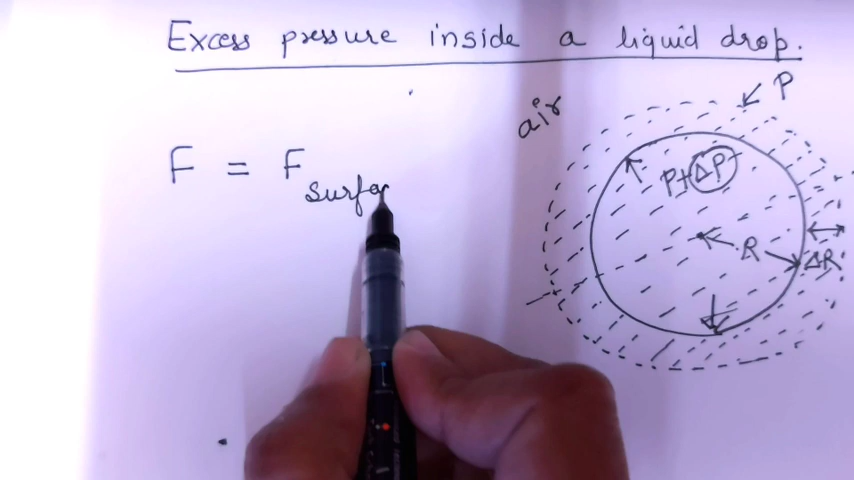 Excess pressure inside a liquid drop.
air
P
F = F surfa
P+ΔP
R
ΔR